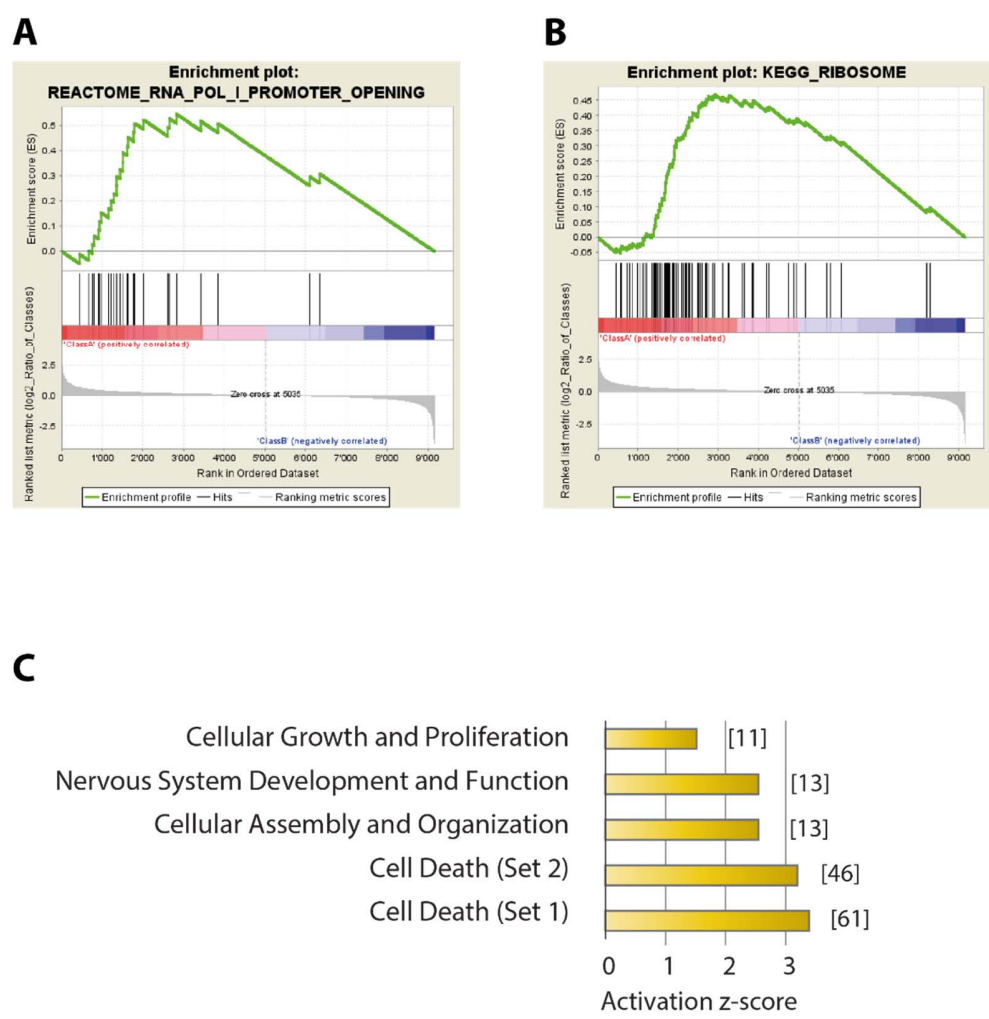 A
Enrichment plot:
REACTOME_RNA_POL_I_PROMOTER_OPENING
Enrichment score (ES)
0.5
0.4
0.3
0.2
0.1
0.0
'ClassA' (positively correlated)
Ranked list metric (log2_Ratio_of_Classes)
2.5
0.0
-2.5
Zero cross at 5035
'ClassB' (negatively correlated)
0 1'000 2'000 3'000 4'000 5'000 6'000 7'000 8'000 9'000
Rank in Ordered Dataset
Enrichment profile Hits Ranking metric scores
B
Enrichment plot: KEGG_RIBOSOME
Enrichment score (ES)
0.45
0.40
0.35
0.30
0.25
0.20
0.15
0.10
0.05
0.00
-0.05
'ClassA' (positively correlated)
Ranked list metric (log2_Ratio_of_Classes)
2.5
0.0
-2.5
Zero cross at 5035
'ClassB' (negatively correlated)
0 1'000 2'000 3'000 4'000 5'000 6'000 7'000 8'000 9'000
Rank in Ordered Dataset
Enrichment profile Hits Ranking metric scores
C
Cellular Growth and Proliferation [11]
Nervous System Development and Function [13]
Cellular Assembly and Organization [13]
Cell Death (Set 2) [46]
Cell Death (Set 1) [61]
0 1 2 3
Activation z-score